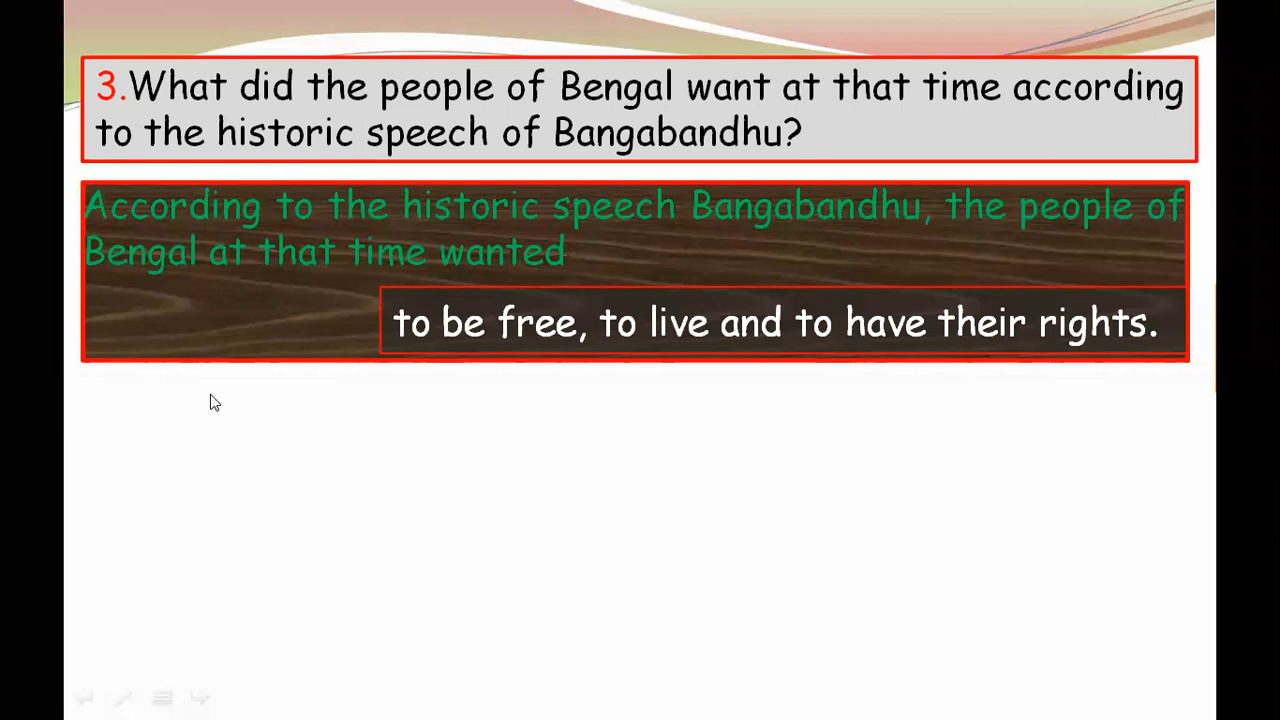 3.What did the people of Bengal want at that time according
to the historic speech of Bangabandhu?
According to the historic speech Bangabandhu, the people of
Bengal at that time wanted
to be free, to live and to have their rights.